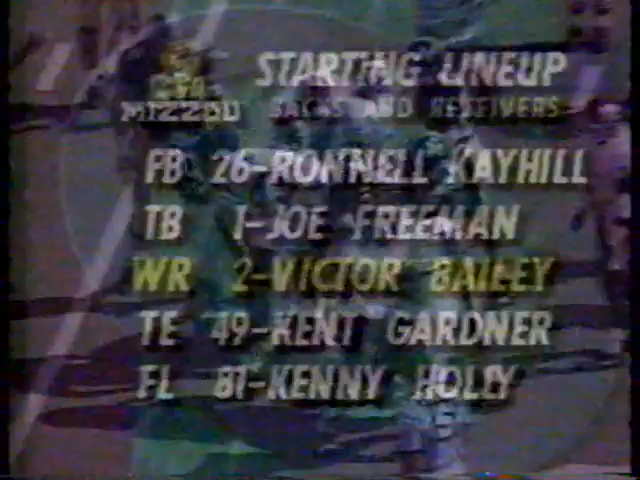 STARTING LINEUP
MIZZOU BACKS AND RECEIVERS
FB 26-RONNELL KAYHILL
TB 1-JOE FREEMAN
WR 2-VICTOR BAILEY
TE 49-KENT GARDNER
FL 81-KENNY HOLLY